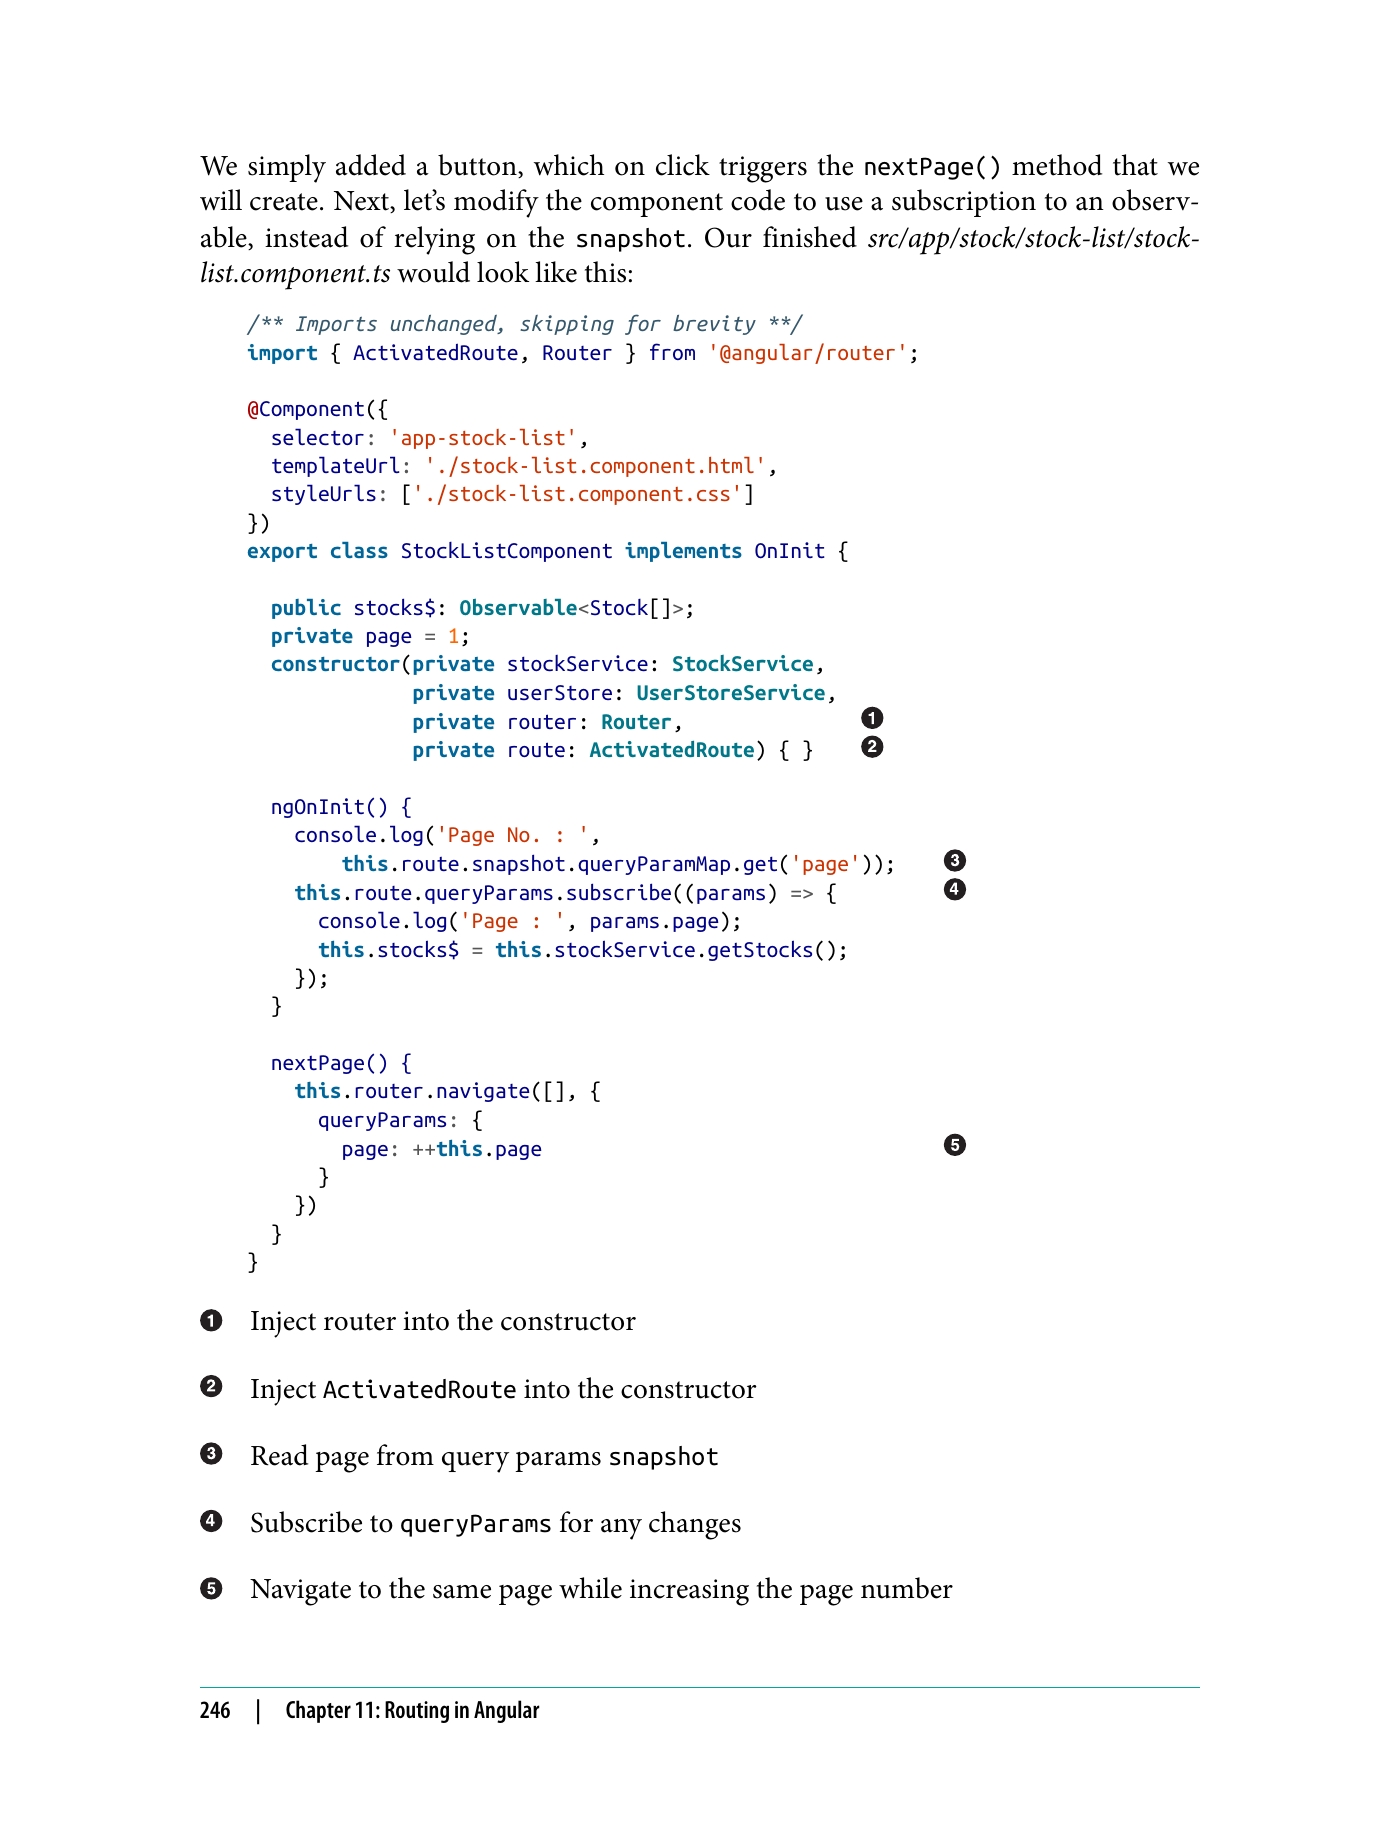 We simply added a button, which on click triggers the nextPage() method that we
will create. Next, let’s modify the component code to use a subscription to an observ-
able, instead of relying on the snapshot. Our finished src/app/stock/stock-list/stock-
list.component.ts would look like this:
/** Imports unchanged, skipping for brevity **/
import { ActivatedRoute, Router } from '@angular/router';
@Component({
  selector: 'app-stock-list',
  templateUrl: './stock-list.component.html',
  styleUrls: ['./stock-list.component.css']
})
export class StockListComponent implements OnInit {
  public stocks$: Observable<Stock[]>;
  private page = 1;
  constructor(private stockService: StockService,
              private userStore: UserStoreService,
              private router: Router, ❶
              private route: ActivatedRoute) { } ❷
  ngOnInit() {
    console.log('Page No. : ',
        this.route.snapshot.queryParamMap.get('page')); ❸
    this.route.queryParams.subscribe((params) => { ❹
      console.log('Page : ', params.page);
      this.stocks$ = this.stockService.getStocks();
    });
  }
  nextPage() {
    this.router.navigate([], {
      queryParams: {
        page: ++this.page ❺
      }
    })
  }
}
❶ Inject router into the constructor
❷ Inject ActivatedRoute into the constructor
❸ Read page from query params snapshot
❹ Subscribe to queryParams for any changes
❺ Navigate to the same page while increasing the page number
246 | Chapter 11: Routing in Angular